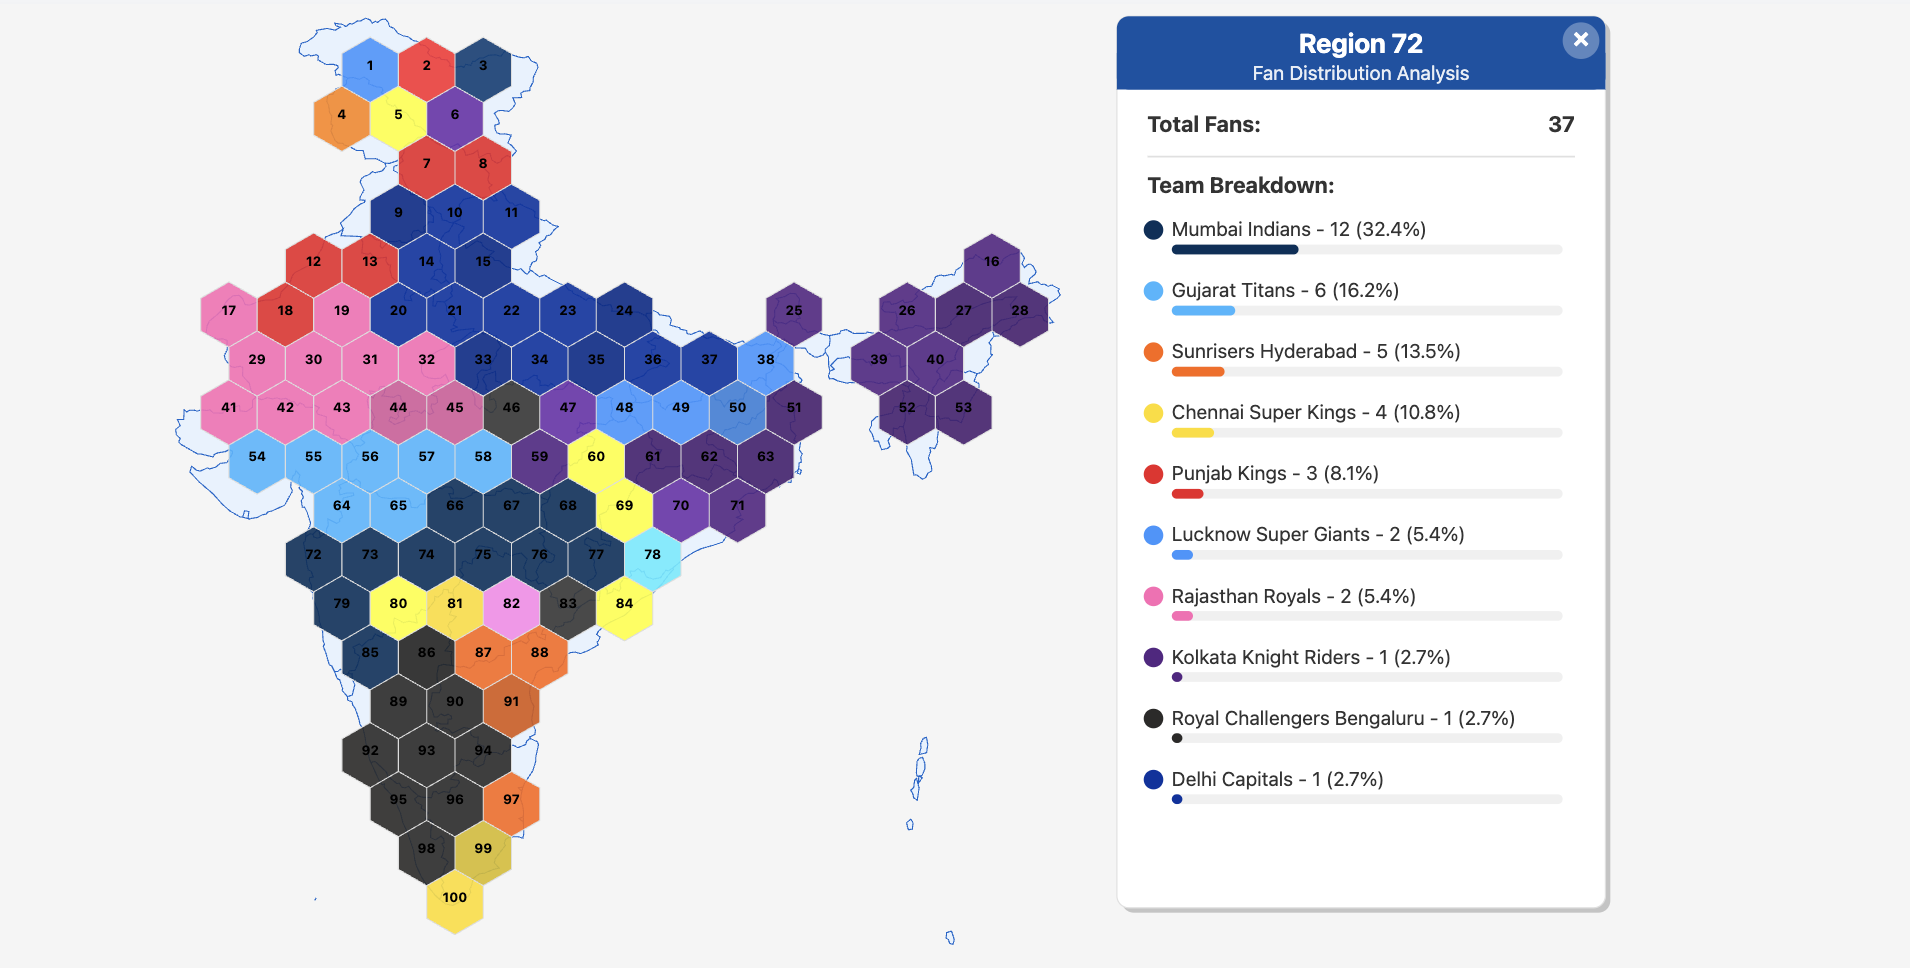 1 2 3
4 5 6
7 8
9 10 11
12 13 14 15 16
17 18 19 20 21 22 23 24 25 26 27 28
29 30 31 32 33 34 35 36 37 38 39 40
41 42 43 44 45 46 47 48 49 50 51 52 53
54 55 56 57 58 59 60 61 62 63
64 65 66 67 68 69 70 71
72 73 74 75 76 77 78
79 80 81 82 83 84
85 86 87 88
89 90 91
92 93 94
95 96 97
98 99
100
Region 72
×
Fan Distribution Analysis
Total Fans: 37
Team Breakdown:
Mumbai Indians - 12 (32.4%)
Gujarat Titans - 6 (16.2%)
Sunrisers Hyderabad - 5 (13.5%)
Chennai Super Kings - 4 (10.8%)
Punjab Kings - 3 (8.1%)
Lucknow Super Giants - 2 (5.4%)
Rajasthan Royals - 2 (5.4%)
Kolkata Knight Riders - 1 (2.7%)
Royal Challengers Bengaluru - 1 (2.7%)
Delhi Capitals - 1 (2.7%)